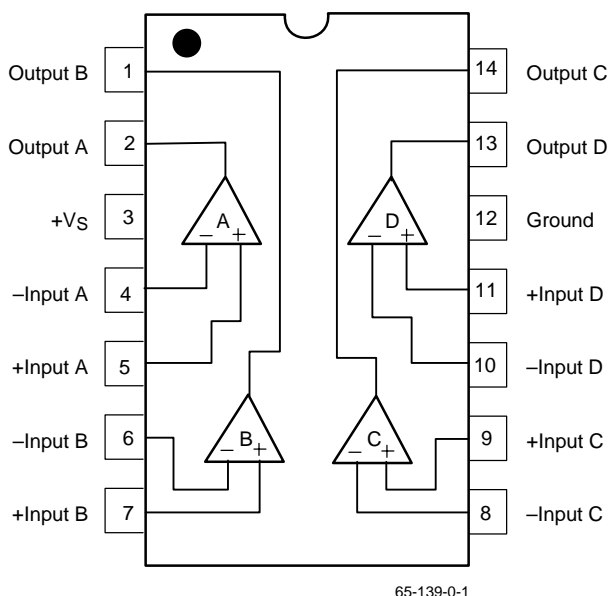 Output B 1 14 Output C
Output A 2 13 Output D
+VS 3 A D 12 Ground
– + – +
–Input A 4 11 +Input D
+Input A 5 10 –Input D
–Input B 6 B C 9 +Input C
– + – +
+Input B 7 8 –Input C
65-139-0-1